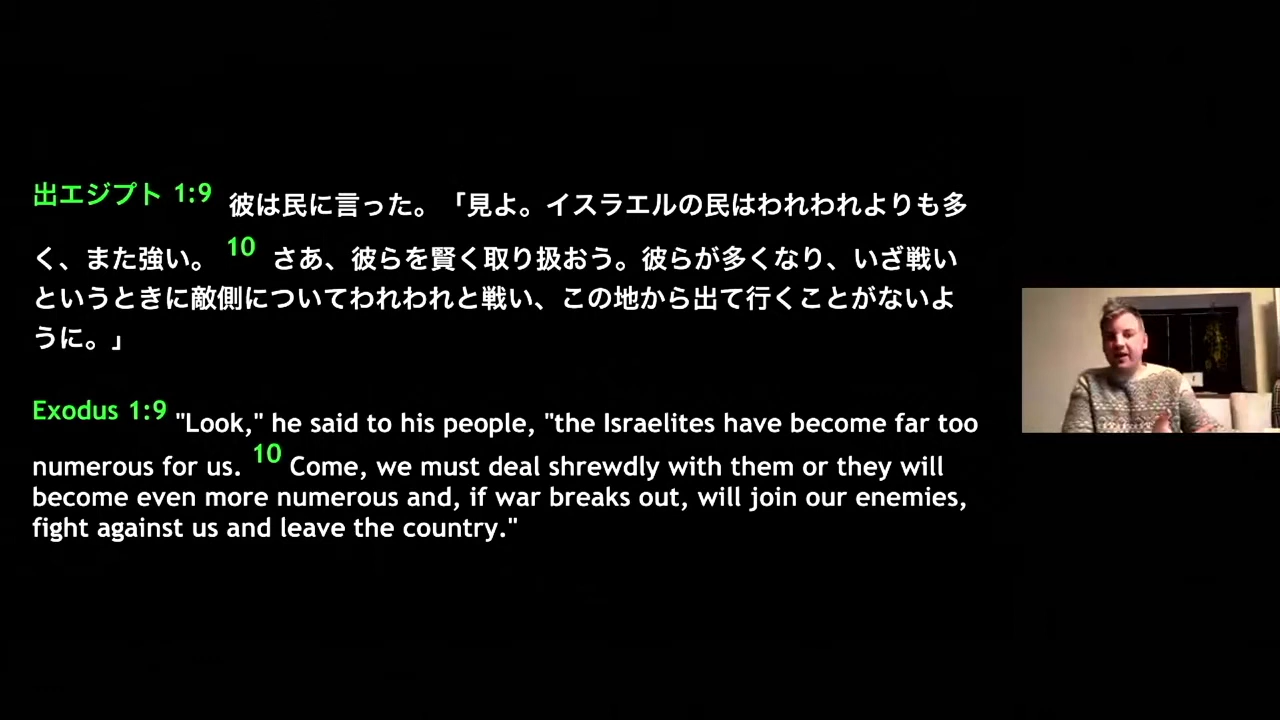 出エジプト 1:9 彼は民に言った。「見よ。イスラエルの民はわれわれよりも多
く、また強い。 10 さあ、彼らを賢く取り扱おう。彼らが多くなり、いざ戦い
というときに敵側についてわれわれと戦い、この地から出て行くことがないよ
うに。」
Exodus 1:9 "Look," he said to his people, "the Israelites have become far too
numerous for us. 10 Come, we must deal shrewdly with them or they will
become even more numerous and, if war breaks out, will join our enemies,
fight against us and leave the country."